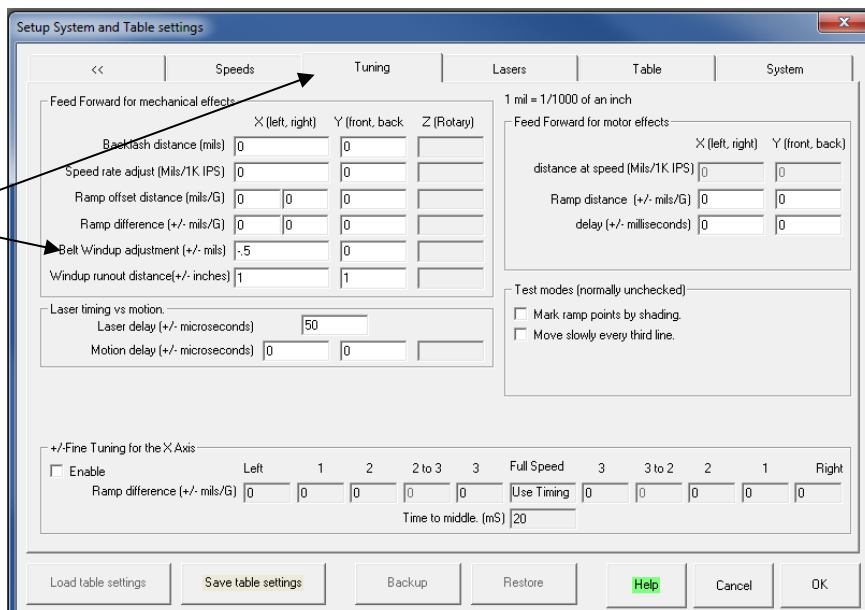 Setup System and Table settings
<< Speeds Tuning Lasers Table System
Feed Forward for mechanical effects
X (left, right) Y (front, back Z (Rotary)
Backlash distance (mils) 0 0
Speed rate adjust (Mils/1K IPS) 0 0
Ramp offset distance (mils/G) 0 0 0
Ramp difference (+/- mils/G) 0 0 0
Belt Windup adjustment (+/- mils) -.5 0
Windup runout distance(+/- inches) 1 1
Laser timing vs motion.
Laser delay (+/- microseconds) 50
Motion delay (+/- microseconds) 0 0
1 mil = 1/1000 of an inch
Feed Forward for motor effects
X (left, right) Y (front, back)
distance at speed (Mils/1K IPS) 0 0
Ramp distance (+/- mils/G) 0 0
delay (+/- milliseconds) 0 0
Test modes (normally unchecked)
Mark ramp points by shading.
Move slowly every third line.
+/-Fine Tuning for the X Axis
Enable Left 1 2 2 to 3 3 Full Speed 3 3 to 2 2 1 Right
Ramp difference (+/- mils/G) 0 0 0 0 0 Use Timing 0 0 0 0 0
Time to middle. (mS) 20
Load table settings Save table settings Backup Restore Help Cancel OK